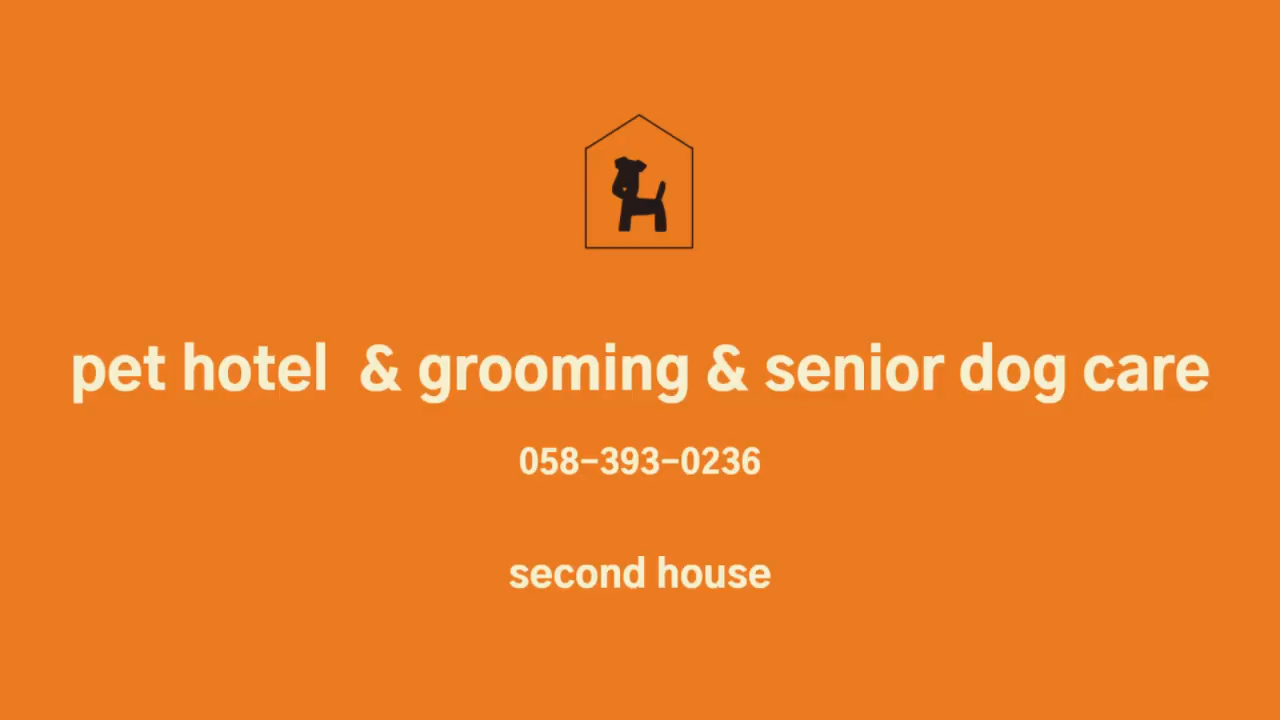 pet hotel & grooming & senior dog care
058-393-0236
second house